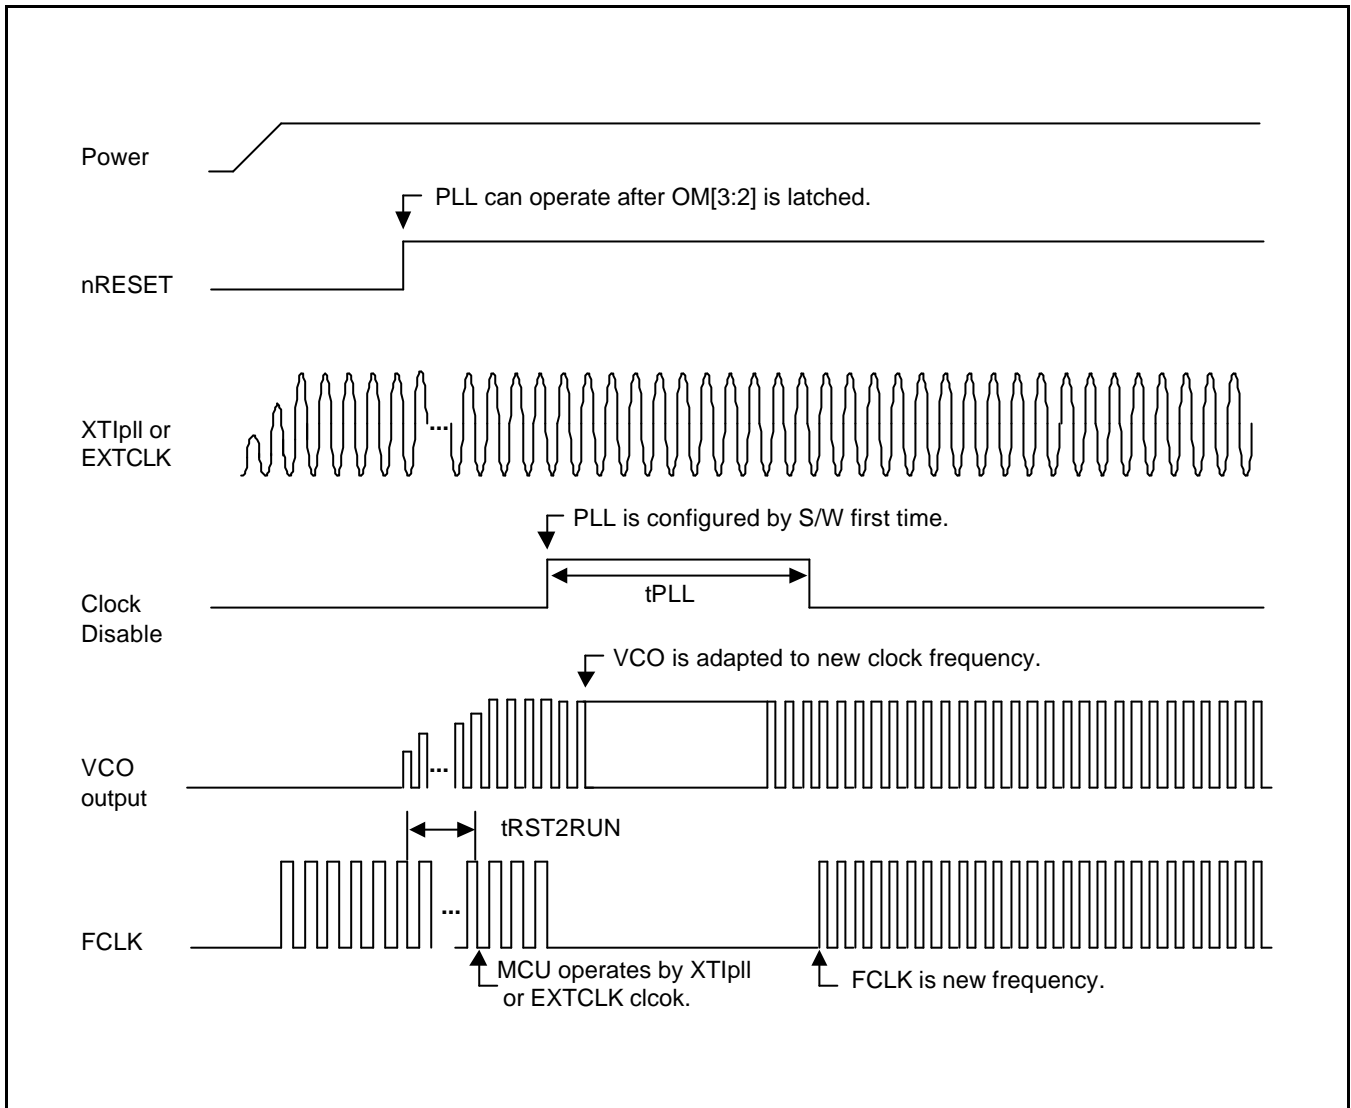 Power
PLL can operate after OM[3:2] is latched.
nRESET
XTIpll or
EXTCLK
...
PLL is configured by S/W first time.
tPLL
Clock
Disable
VCO is adapted to new clock frequency.
VCO
output
...
tRST2RUN
...
FCLK
MCU operates by XTIpll
or EXTCLK clcok.
FCLK is new frequency.